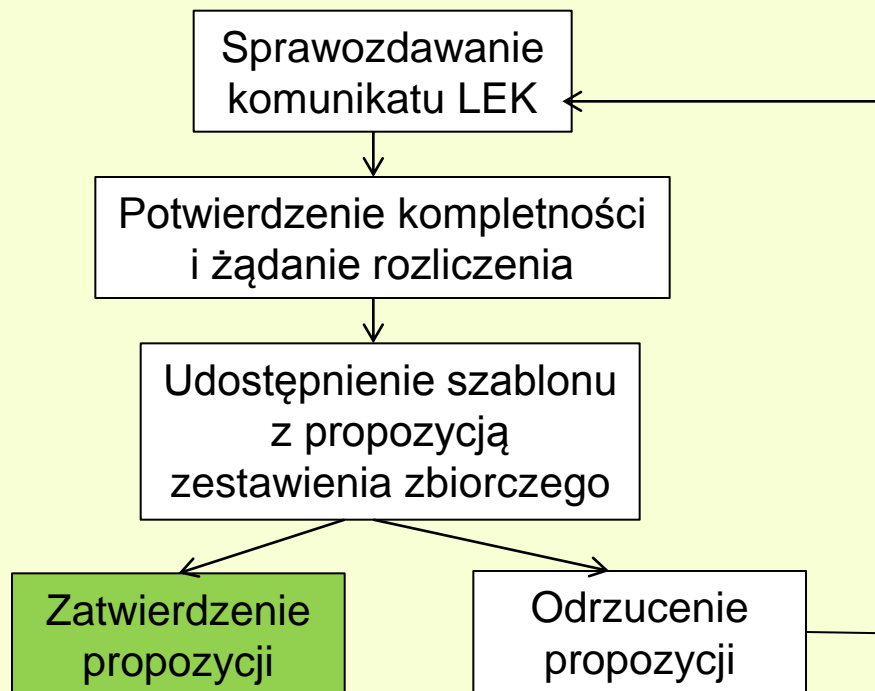 Sprawozdawanie
komunikatu LEK
Potwierdzenie kompletności
i żądanie rozliczenia
Udostępnienie szablonu
z propozycją
zestawienia zbiorczego
Zatwierdzenie
propozycji
Odrzucenie
propozycji